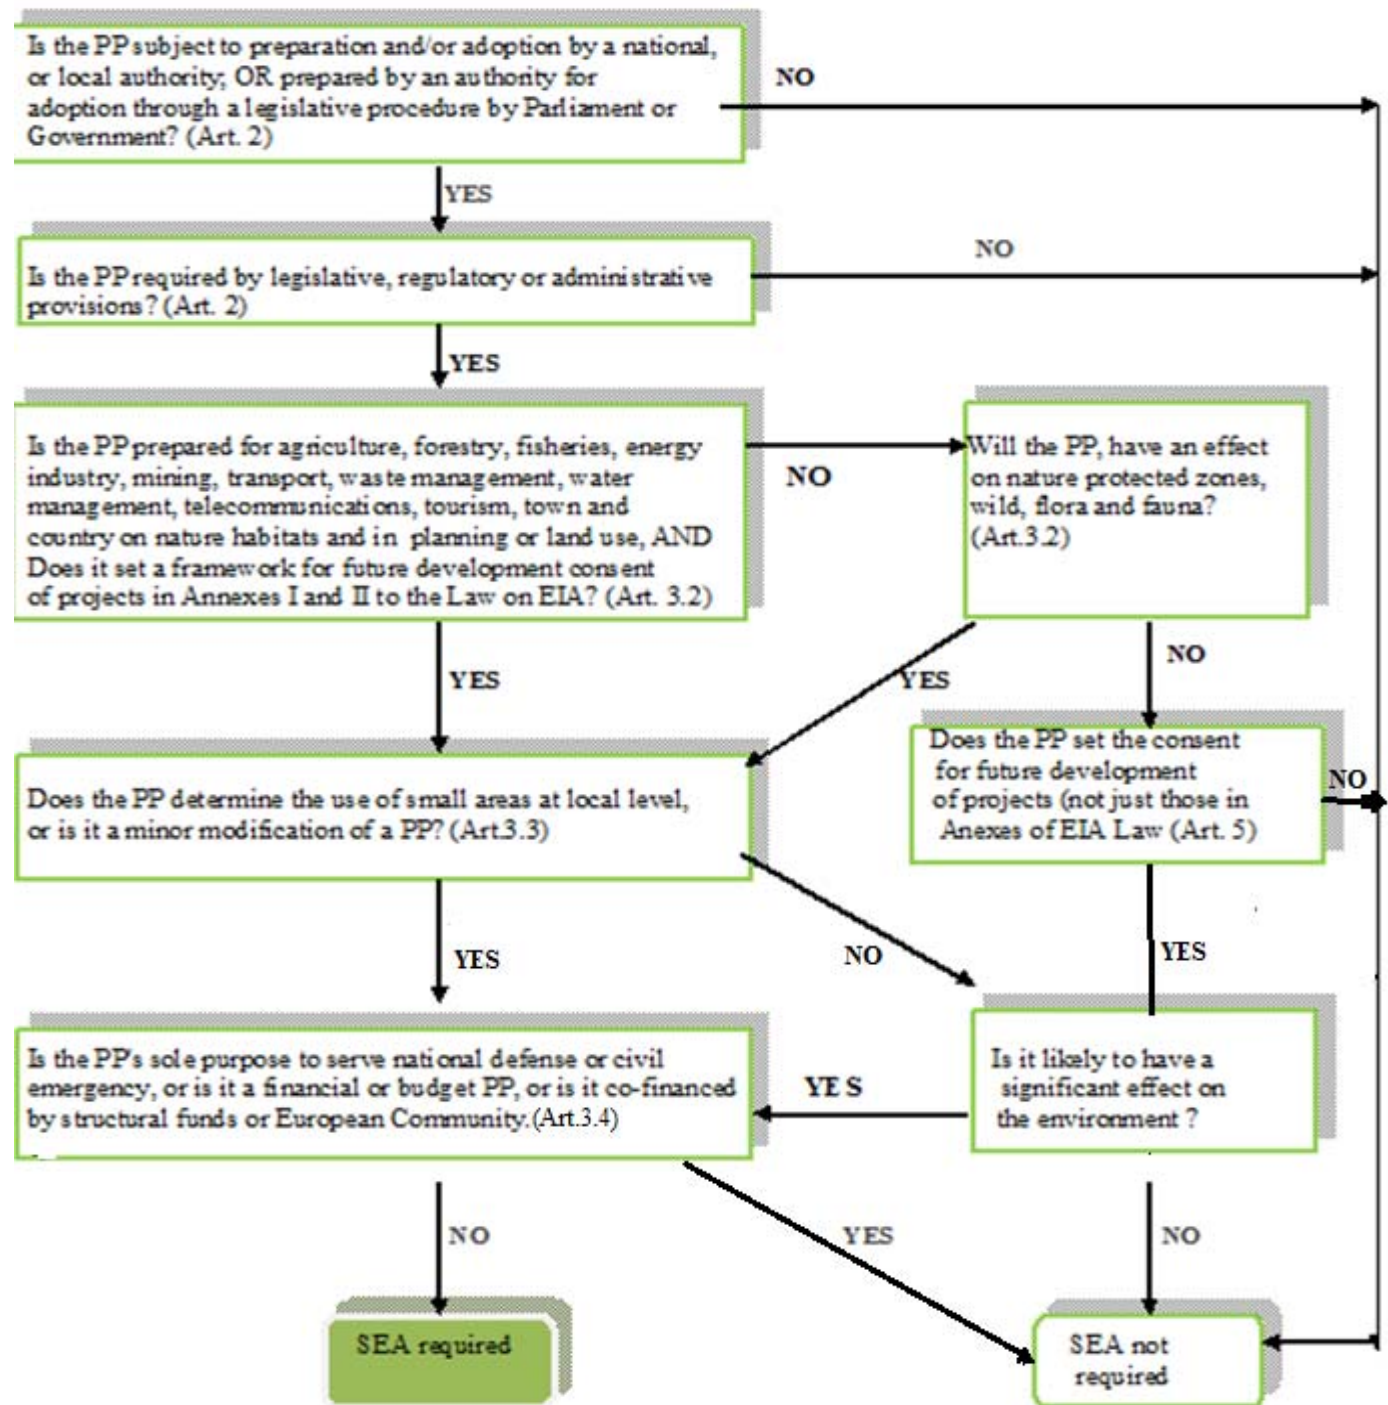 Is the PP subject to preparation and/or adoption by a national,
or local authority; OR prepared by an authority for
adoption through a legislative procedure by Parliament or
Government? (Art. 2)
NO
YES
Is the PP required by legislative, regulatory or administrative
provisions? (Art. 2)
NO
YES
Is the PP prepared for agriculture, forestry, fisheries, energy
industry, mining, transport, waste management, water
management, telecommunications, tourism, town and
country on nature habitats and in planning or land use, AND
Does it set a framework for future development consent
of projects in Annexes I and II to the Law on EIA? (Art. 3.2)
NO
Will the PP, have an effect
on nature protected zones,
wild, flora and fauna?
(Art.3.2)
YES
YES
NO
Does the PP determine the use of small areas at local level,
or is it a minor modification of a PP? (Art.3.3)
Does the PP set the consent
for future development
of projects (not just those in
Anexes of EIA Law (Art. 5)
NO
YES
NO
YES
Is the PP's sole purpose to serve national defense or civil
emergency, or is it a financial or budget PP, or is it co-financed
by structural funds or European Community.(Art.3.4)
YES
Is it likely to have a
significant effect on
the environment ?
NO
YES
NO
SEA required
SEA not
required